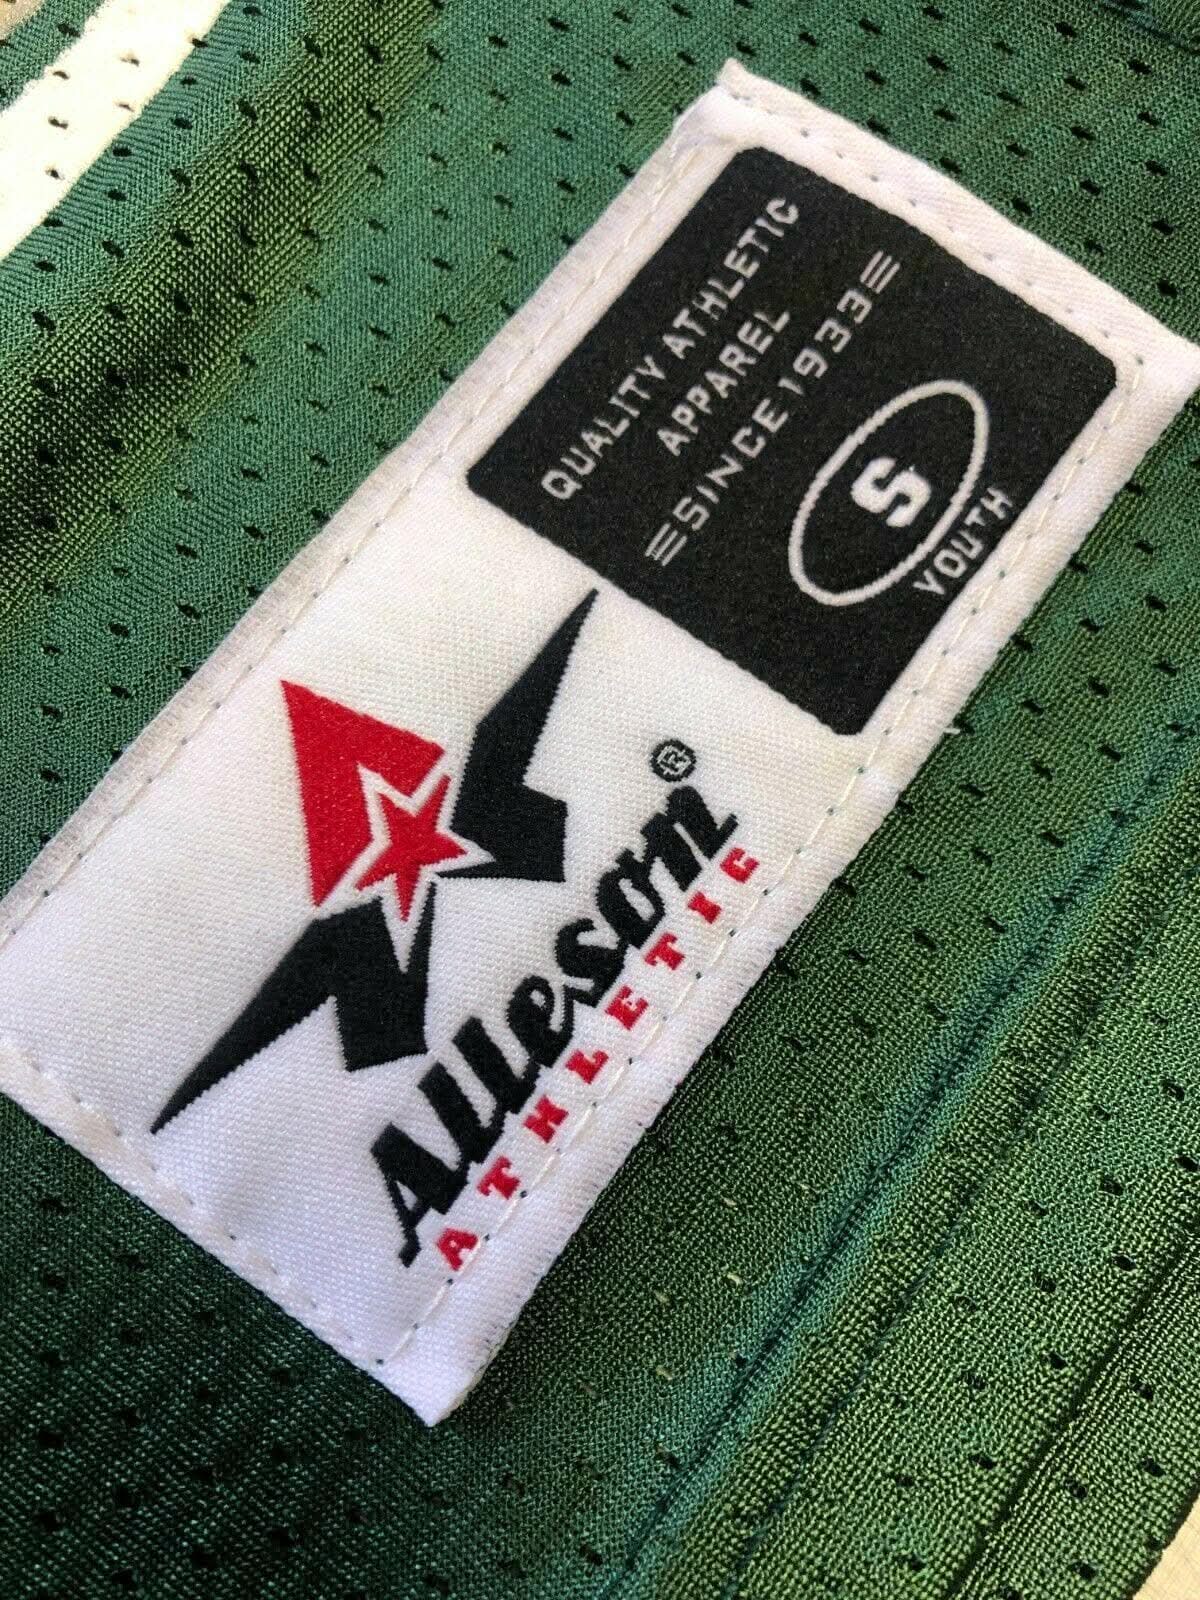 QUALITY ATHLETIC
APPAREL
SINCE 1933
S
YOUTH
Alleson®
ATHLETIC